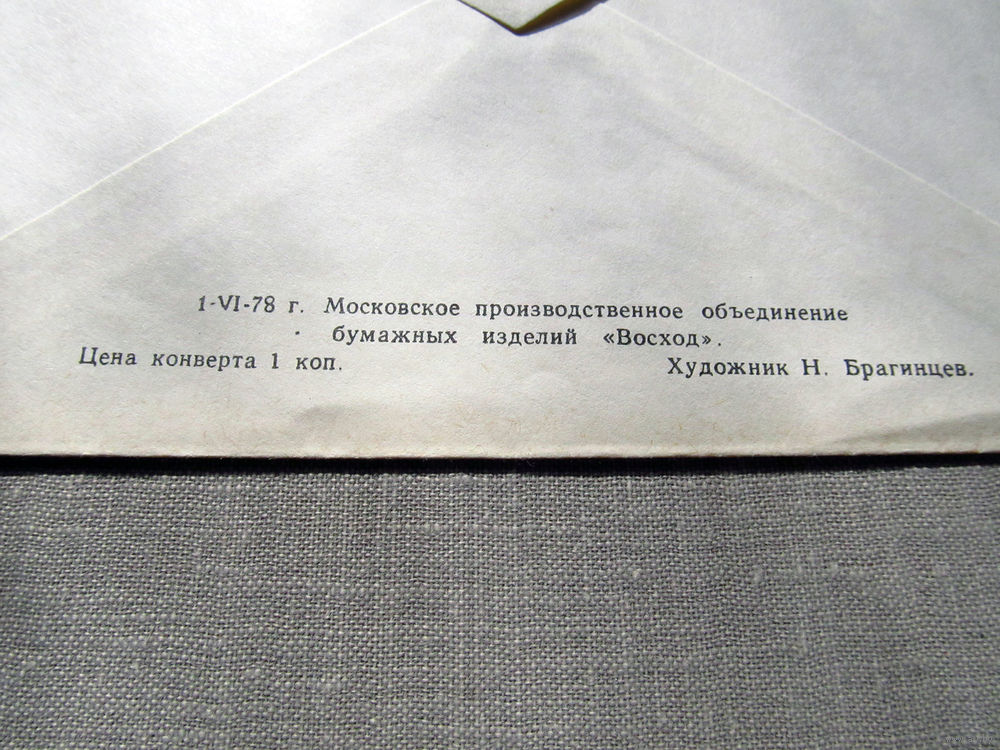 1-VI-78 г. Московское производственное объединение
бумажных изделий «Восход».
Цена конверта 1 коп.
Художник Н. Брагинцев.